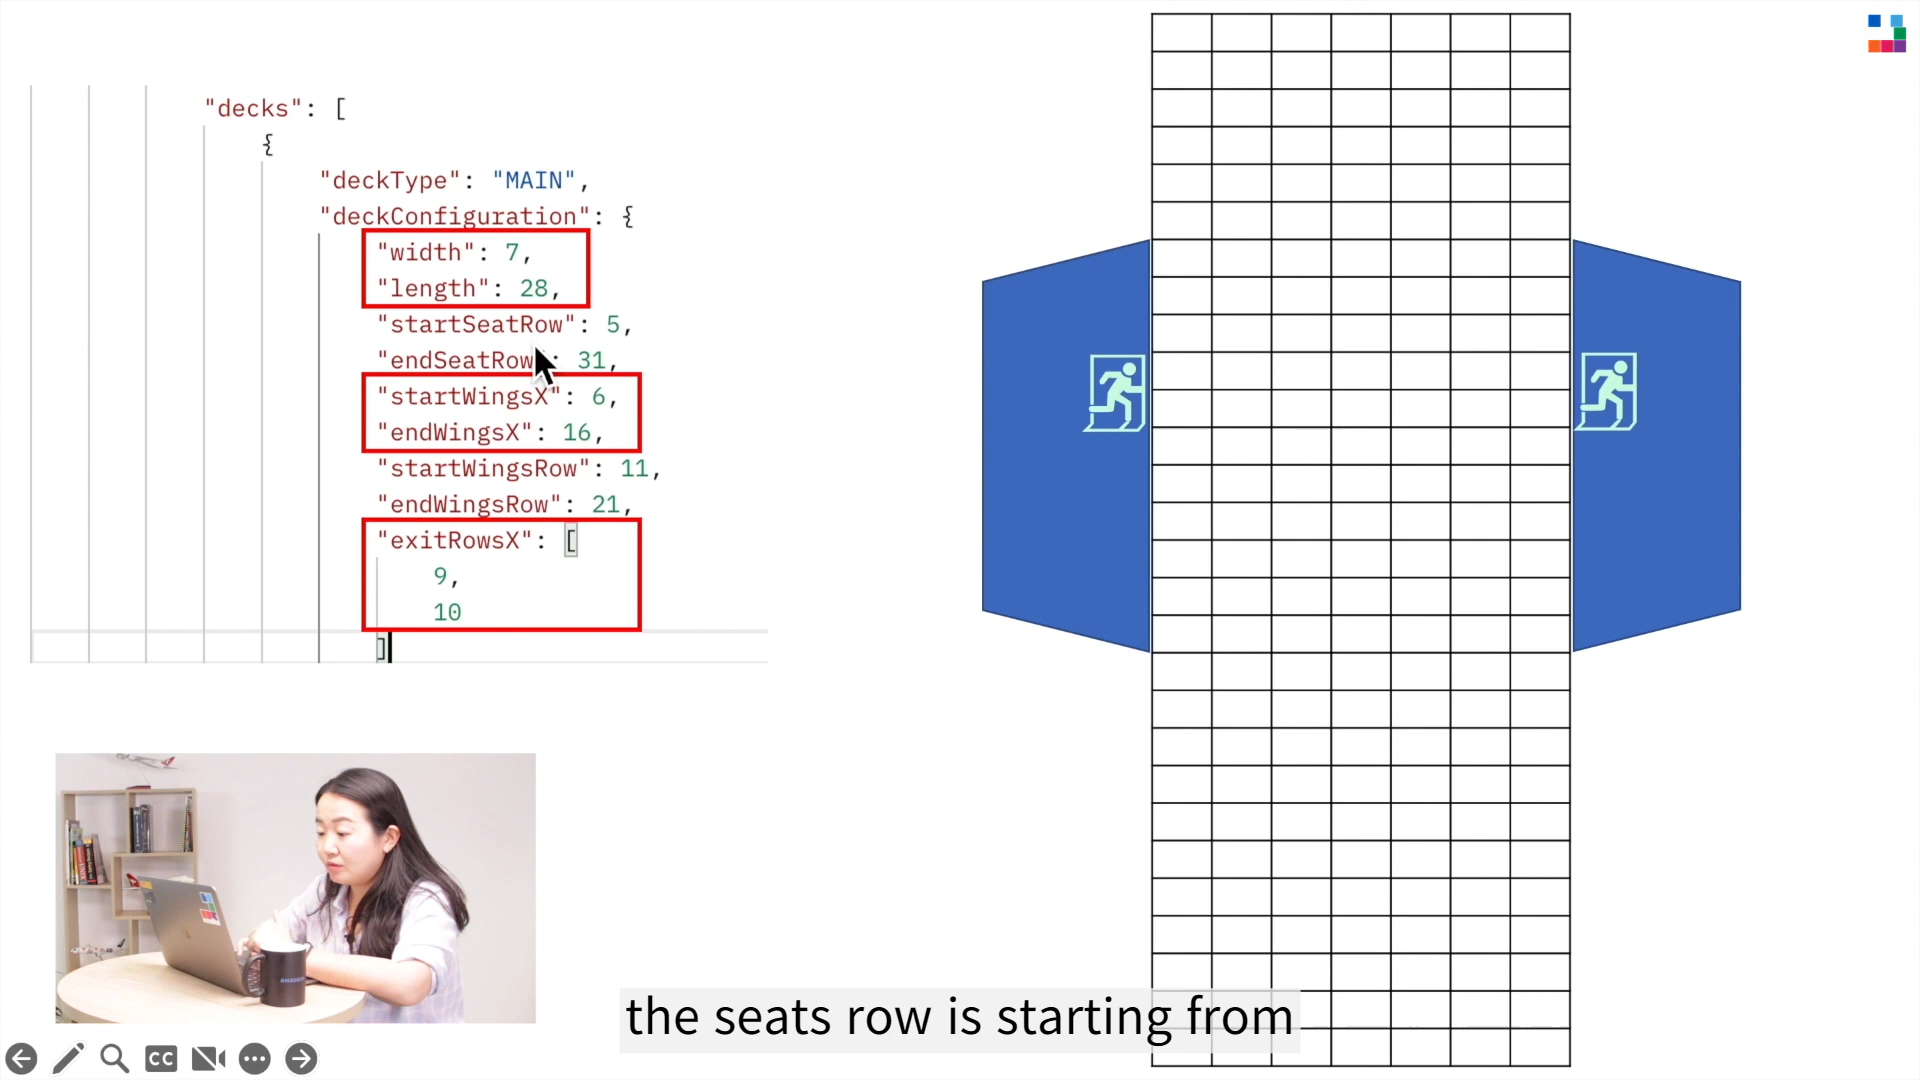 "decks": [
{
"deckType": "MAIN",
"deckConfiguration": {
"width": 7,
"length": 28,
"startSeatRow": 5,
"endSeatRow": 31,
"startWingsX": 6,
"endWingsX": 16,
"startWingsRow": 11,
"endWingsRow": 21,
"exitRowsX": [
9,
10
]
the seats row is starting from
CC